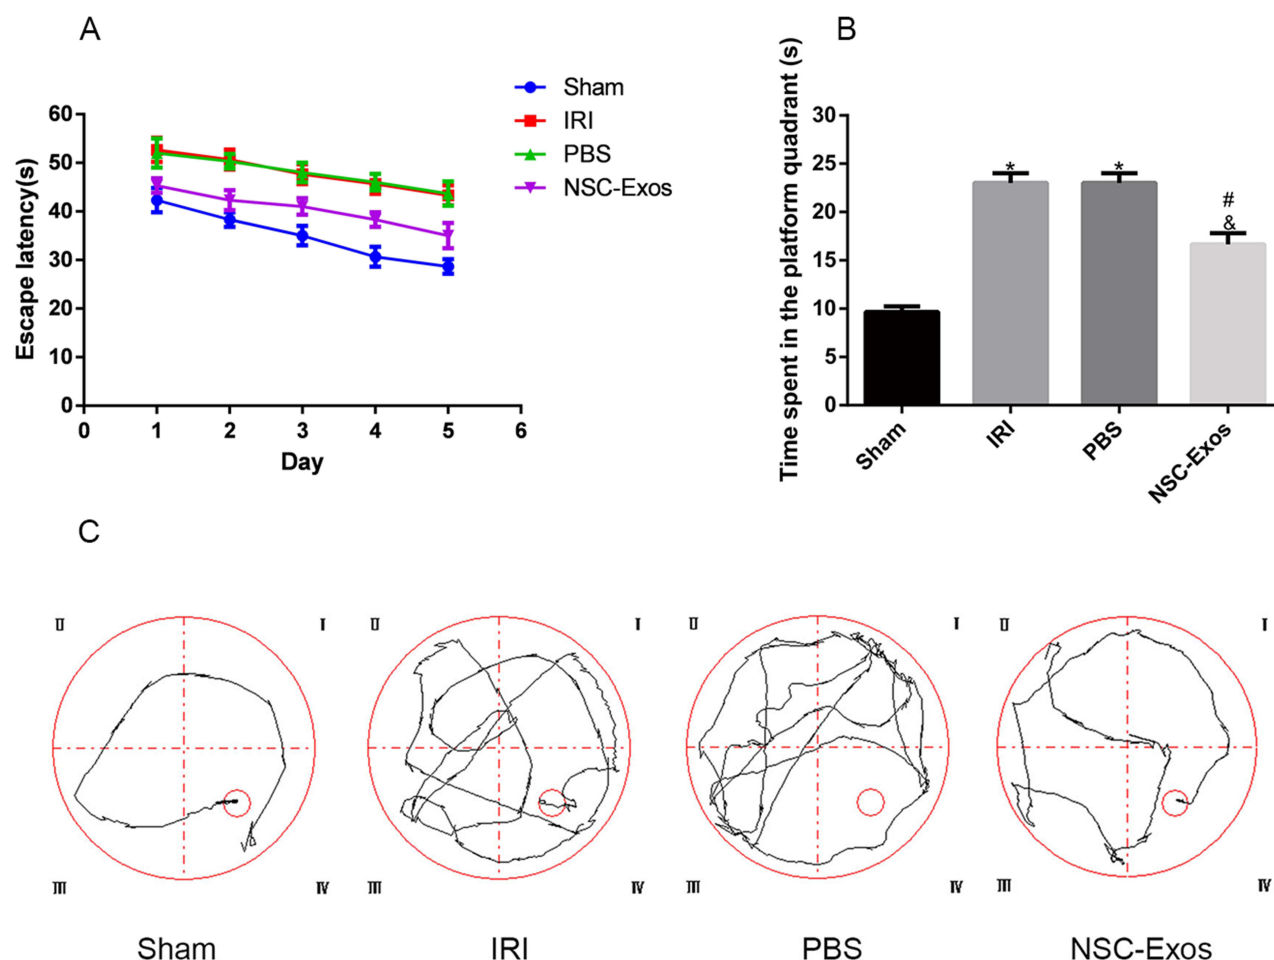 A
Sham
IRI
PBS
NSC-Exos
Escape latency(s)
60
50
40
30
20
10
0
0 1 2 3 4 5 6
Day
B
Time spent in the platform quadrant (s)
30
25
20
15
10
5
0
*
*
#
&
Sham
IRI
PBS
NSC-Exos
C
II I II I II I II I
III IV III IV III IV III IV
Sham IRI PBS NSC-Exos